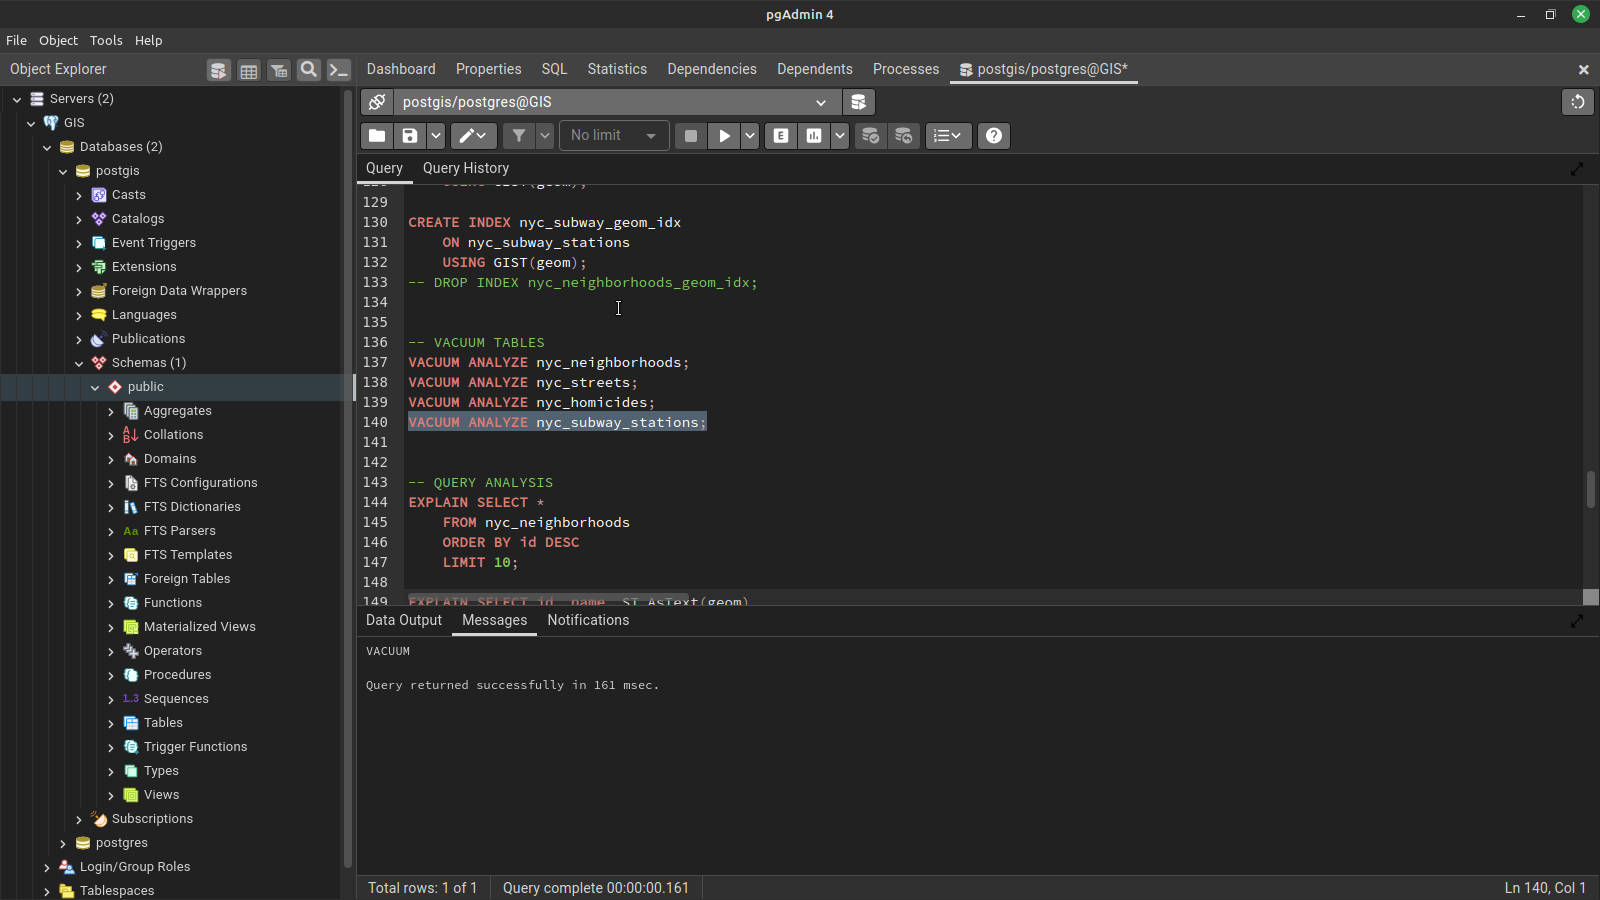 pgAdmin 4
File Object Tools Help
Object Explorer
Dashboard Properties SQL Statistics Dependencies Dependents Processes postgis/postgres@GIS*
Servers (2)
GIS
Databases (2)
postgis
Casts
Catalogs
Event Triggers
Extensions
Foreign Data Wrappers
Languages
Publications
Schemas (1)
public
Aggregates
Collations
Domains
FTS Configurations
FTS Dictionaries
Aa FTS Parsers
FTS Templates
Foreign Tables
Functions
Materialized Views
Operators
Procedures
1.3 Sequences
Tables
Trigger Functions
Types
Views
Subscriptions
postgres
Login/Group Roles
Tablespaces
postgis/postgres@GIS
No limit
E
Query Query History
129
130 CREATE INDEX nyc_subway_geom_idx
131 ON nyc_subway_stations
132 USING GIST(geom);
133 -- DROP INDEX nyc_neighborhoods_geom_idx;
134
135
136 -- VACUUM TABLES
137 VACUUM ANALYZE nyc_neighborhoods;
138 VACUUM ANALYZE nyc_streets;
139 VACUUM ANALYZE nyc_homicides;
140 VACUUM ANALYZE nyc_subway_stations;
141
142
143 -- QUERY ANALYSIS
144 EXPLAIN SELECT *
145 FROM nyc_neighborhoods
146 ORDER BY id DESC
147 LIMIT 10;
148
149 EXPLAIN SELECT id, name, ST_AsText(geom)
Data Output Messages Notifications
VACUUM
Query returned successfully in 161 msec.
Total rows: 1 of 1 Query complete 00:00:00.161 Ln 140, Col 1